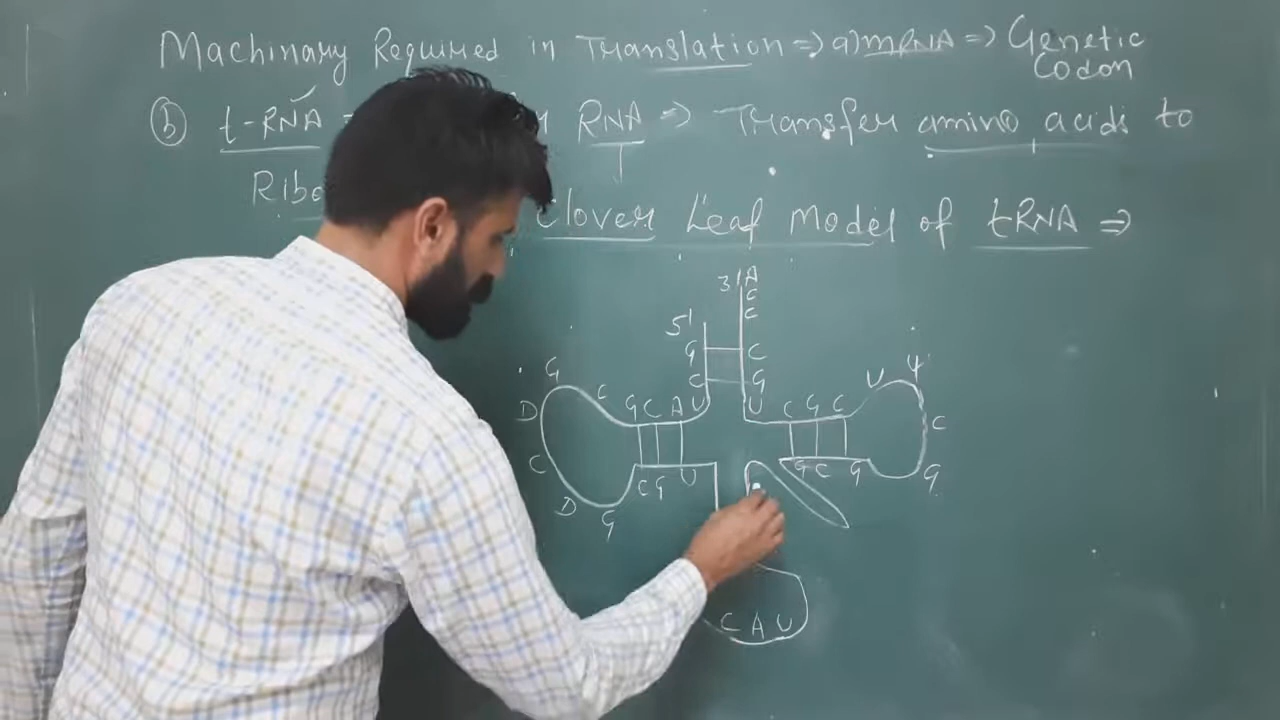 Machinary Required in Translation => a) mRNA => Genetic
Codon
(b) t-RNA RNA => Transfer amino acids to
Ribo
Clover Leaf Model of tRNA =>
3' A
C
C
5'
G C
C G
G C G C A U U C G C U Ψ
D C
C C G U G C G G
D G
C A U